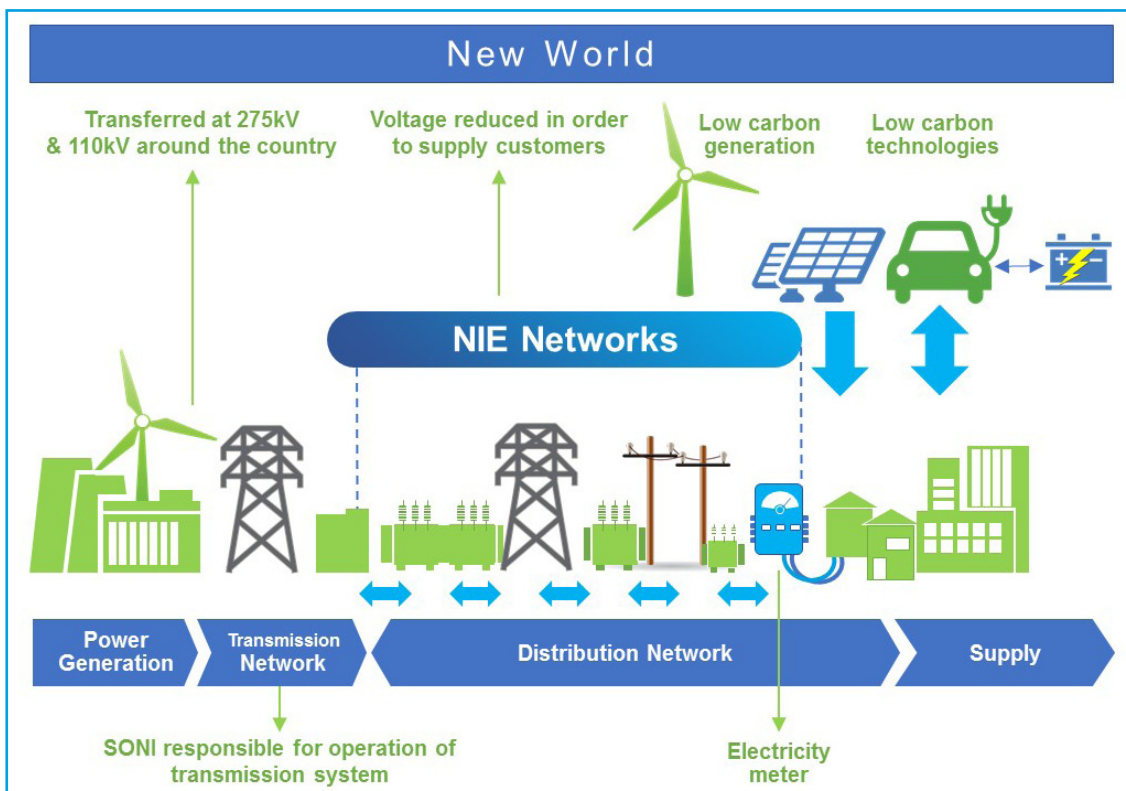 New World
Transferred at 275kV
& 110kV around the country
Voltage reduced in order
to supply customers
Low carbon
generation
Low carbon
technologies
+ −
NIE Networks
Power
Generation
Transmission
Network
Distribution Network
Supply
SONI responsible for operation of
transmission system
Electricity
meter